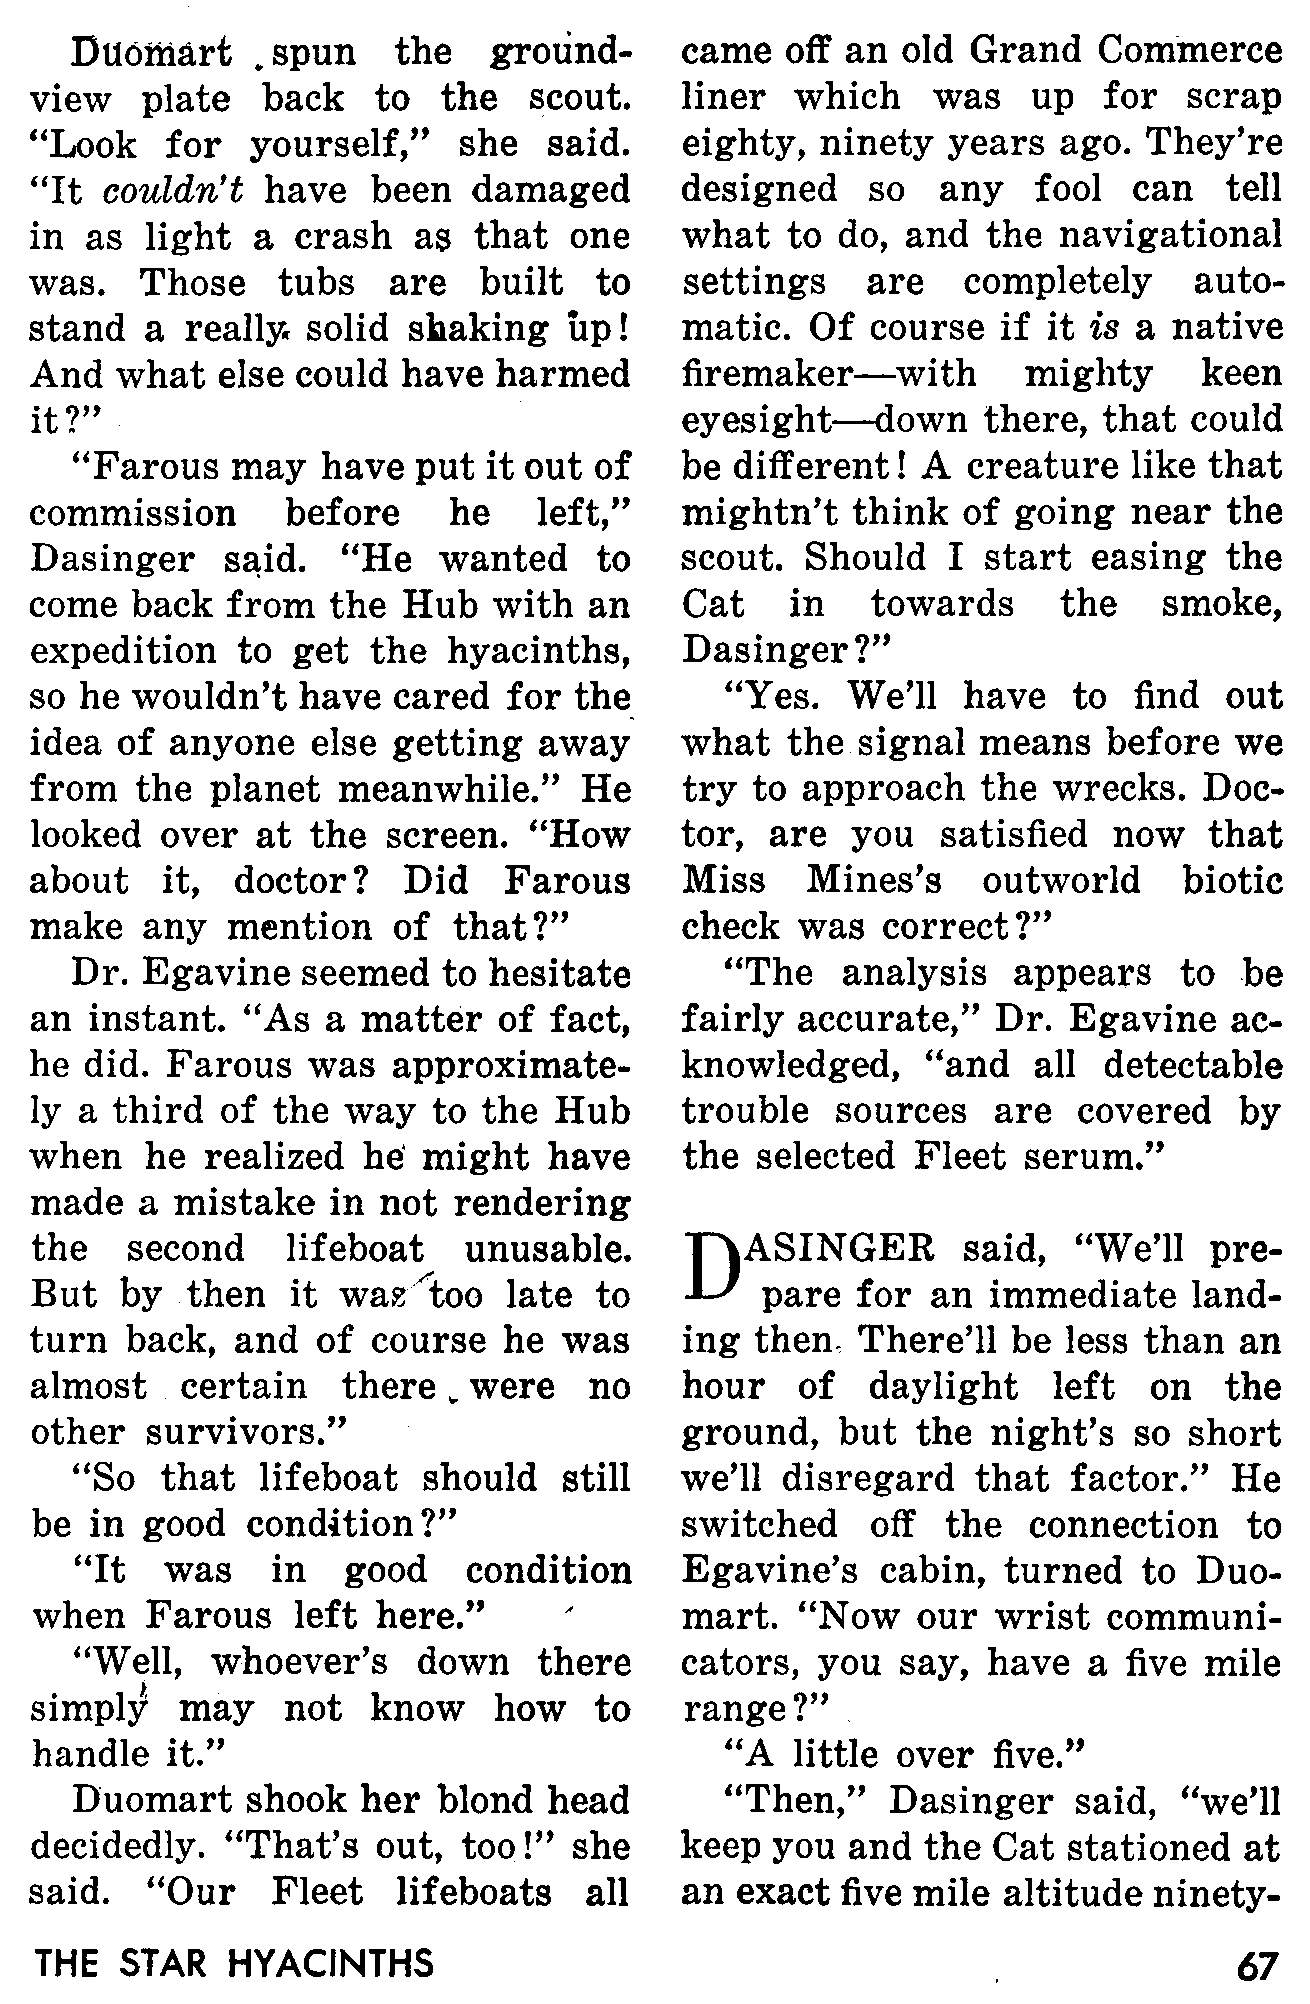 Duomart spun the ground-
view plate back to the scout.
“Look for yourself,” she said.
“It couldn't have been damaged
in as light a crash as that one
was. Those tubs are built to
stand a really solid shaking up!
And what else could have harmed
it?”
“Farous may have put it out of
commission before he left,”
Dasinger said. “He wanted to
come back from the Hub with an
expedition to get the hyacinths,
so he wouldn't have cared for the
idea of anyone else getting away
from the planet meanwhile.” He
looked over at the screen. “How
about it, doctor? Did Farous
make any mention of that?”
Dr. Egavine seemed to hesitate
an instant. “As a matter of fact,
he did. Farous was approximate-
ly a third of the way to the Hub
when he realized he might have
made a mistake in not rendering
the second lifeboat unusable.
But by then it was too late to
turn back, and of course he was
almost certain there were no
other survivors.”
“So that lifeboat should still
be in good condition?”
“It was in good condition
when Farous left here.”
“Well, whoever's down there
simply may not know how to
handle it.”
Duomart shook her blond head
decidedly. “That's out, too!” she
said. “Our Fleet lifeboats all
came off an old Grand Commerce
liner which was up for scrap
eighty, ninety years ago. They're
designed so any fool can tell
what to do, and the navigational
settings are completely auto-
matic. Of course if it is a native
firemaker—with mighty keen
eyesight—down there, that could
be different! A creature like that
mightn't think of going near the
scout. Should I start easing the
Cat in towards the smoke,
Dasinger?”
“Yes. We'll have to find out
what the signal means before we
try to approach the wrecks. Doc-
tor, are you satisfied now that
Miss Mines's outworld biotic
check was correct?”
“The analysis appears to be
fairly accurate,” Dr. Egavine ac-
knowledged, “and all detectable
trouble sources are covered by
the selected Fleet serum.”
DASINGER said, “We'll pre-
pare for an immediate land-
ing then. There'll be less than an
hour of daylight left on the
ground, but the night's so short
we'll disregard that factor.” He
switched off the connection to
Egavine's cabin, turned to Duo-
mart. “Now our wrist communi-
cators, you say, have a five mile
range?”
“A little over five.”
“Then,” Dasinger said, “we'll
keep you and the Cat stationed at
an exact five mile altitude ninety-
THE STAR HYACINTHS 67